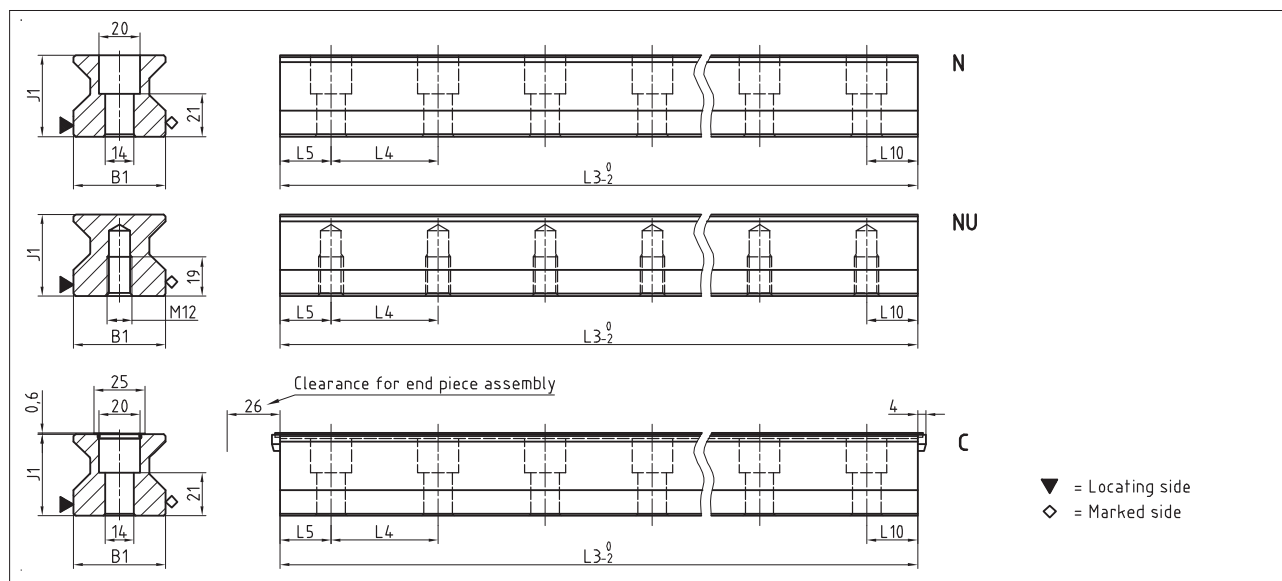 20
J1
21
14
B1
L5
L4
L10
L3-2 0
N
J1
19
M12
B1
L5
L4
L10
L3-2 0
NU
Clearance for end piece assembly
25
20
0,6
26
4
J1
21
14
B1
L5
L4
L10
L3-2 0
C
▼ = Locating side
◇ = Marked side